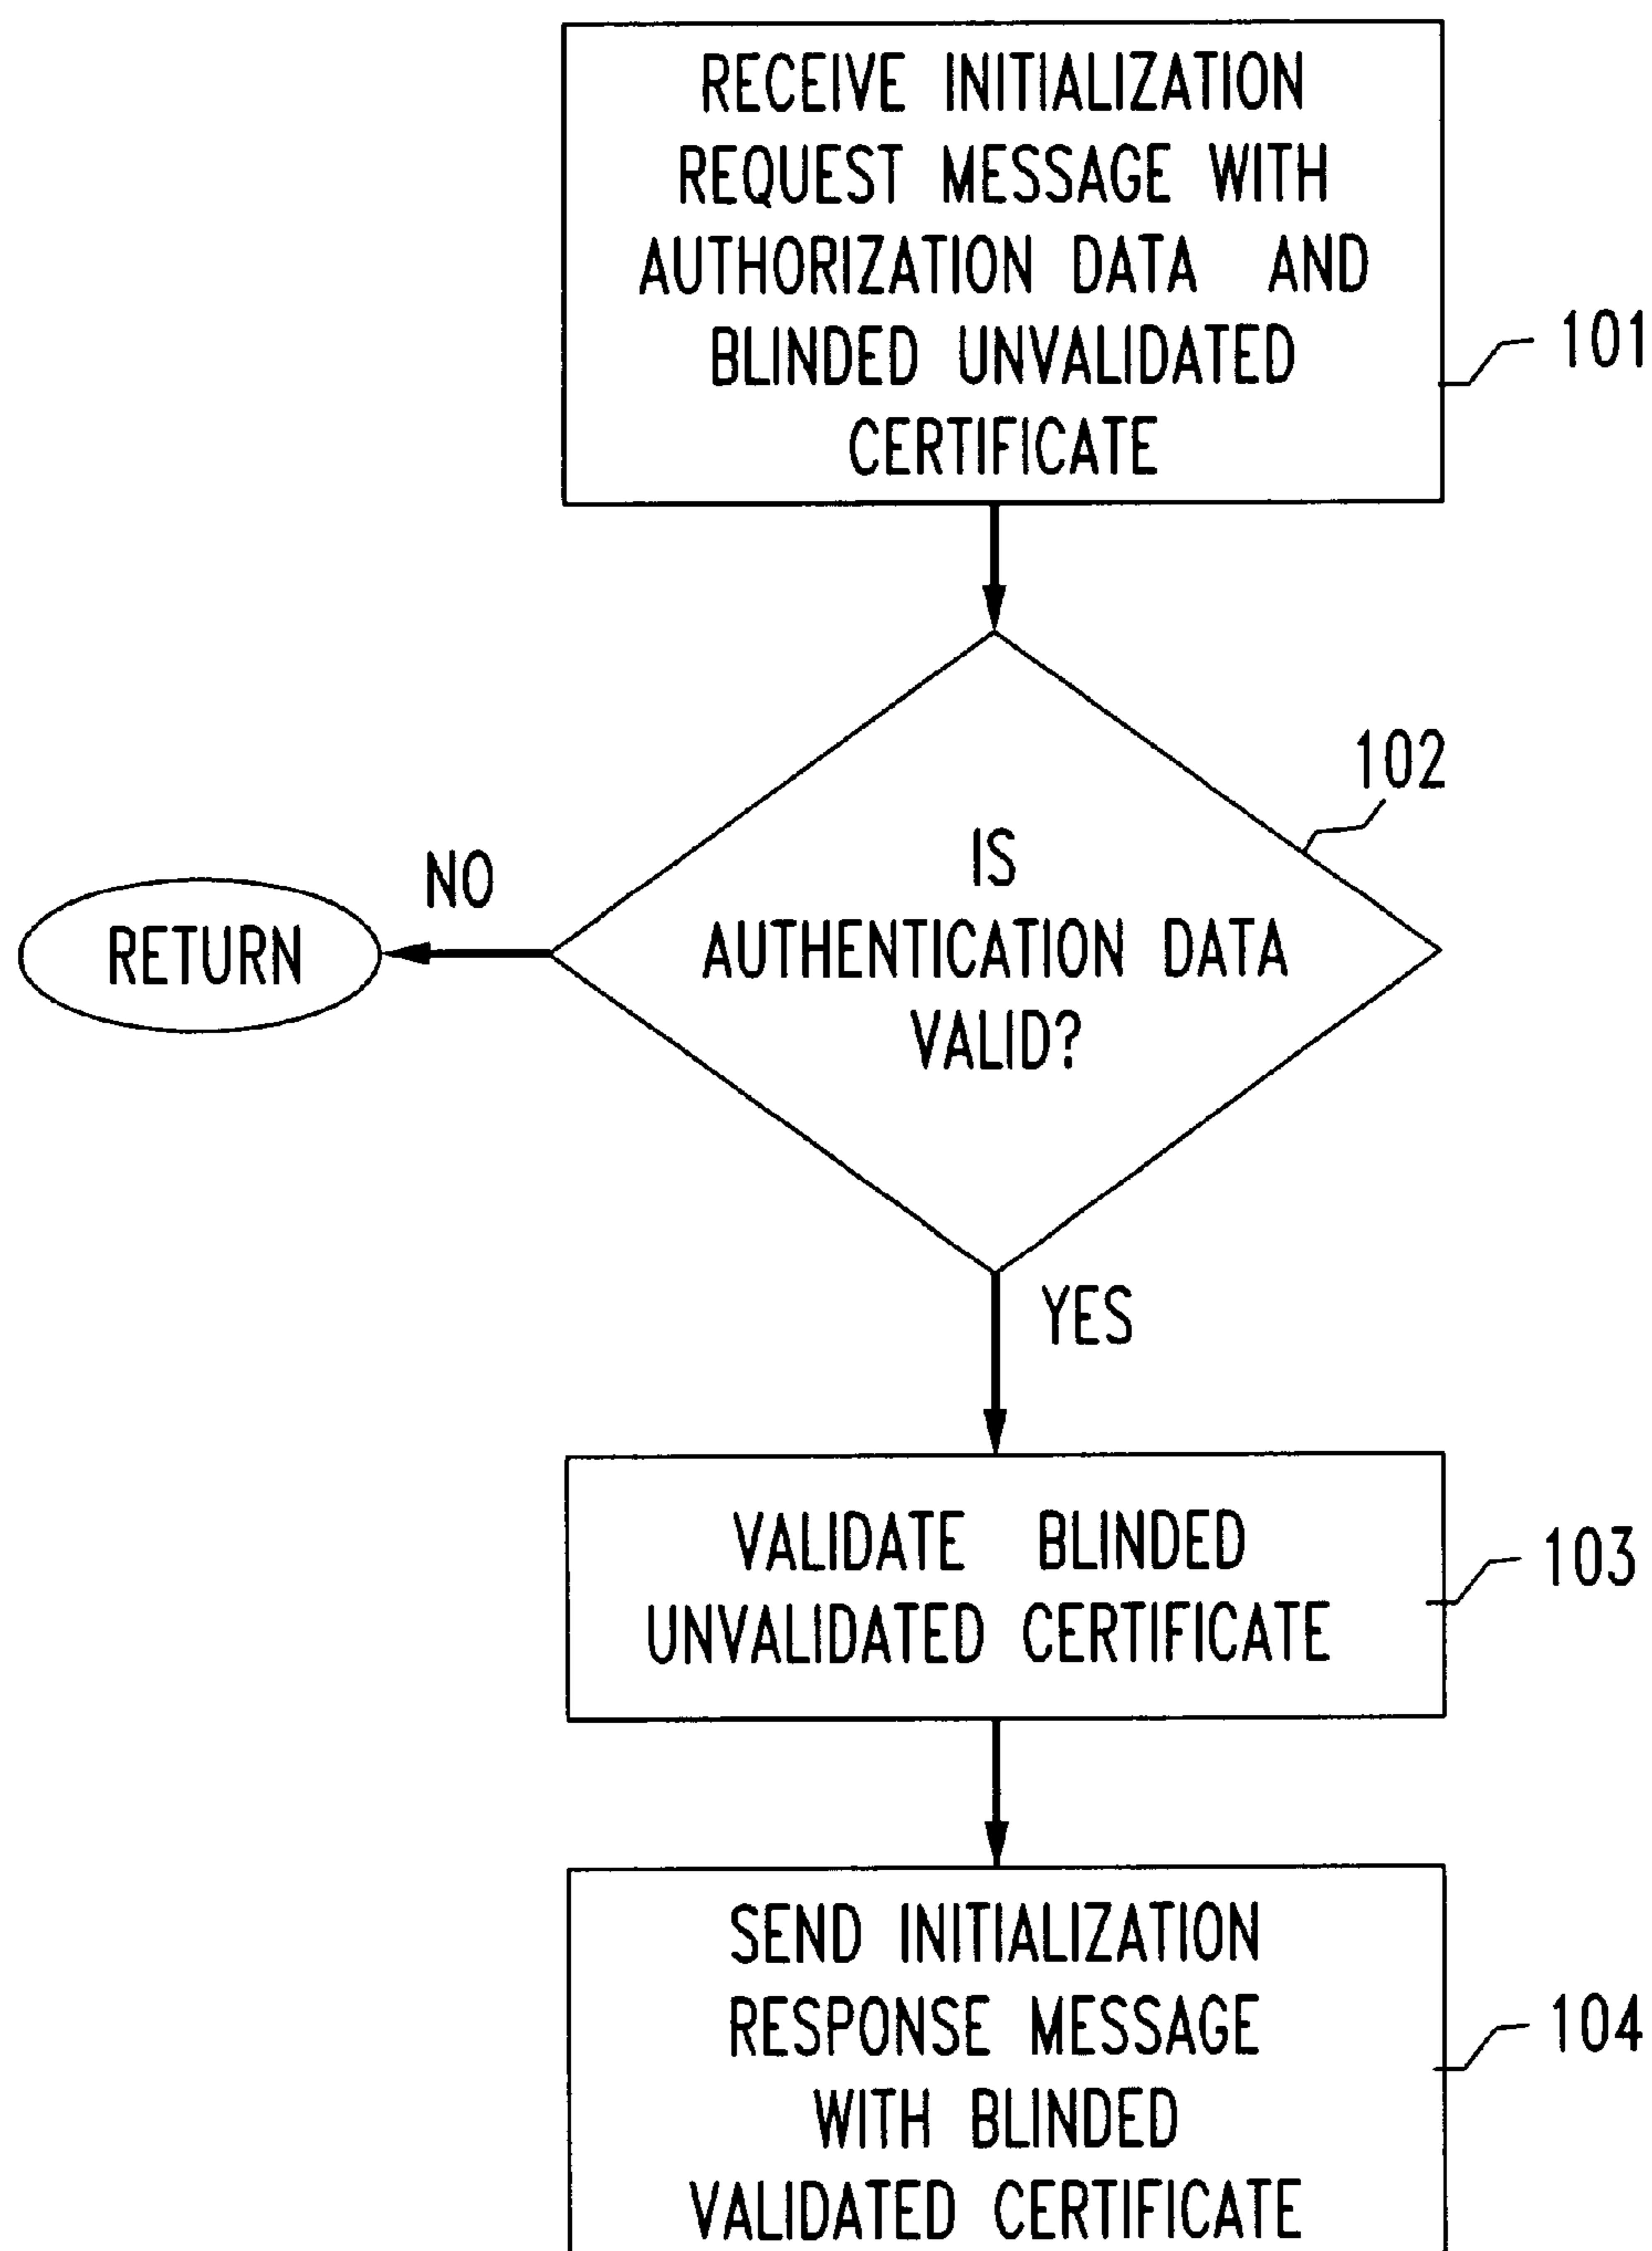 RECEIVE INITIALIZATION
REQUEST MESSAGE WITH
AUTHORIZATION DATA AND
BLINDED UNVALIDATED
CERTIFICATE
101
102
IS
AUTHENTICATION DATA
VALID?
NO
RETURN
YES
VALIDATE BLINDED
UNVALIDATED CERTIFICATE
103
SEND INITIALIZATION
RESPONSE MESSAGE
WITH BLINDED
VALIDATED CERTIFICATE
104